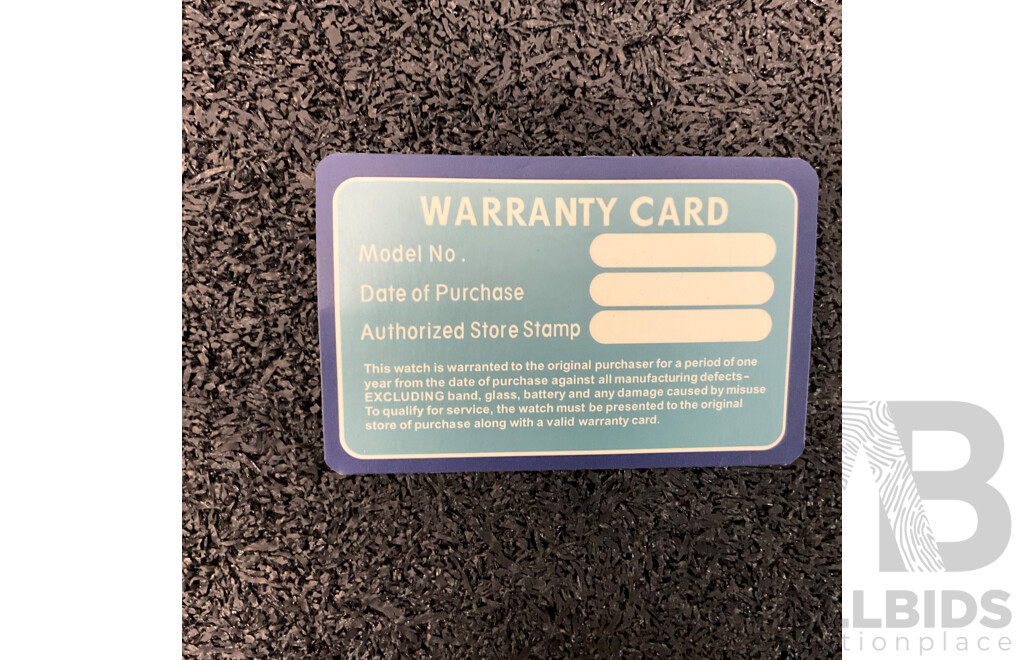 WARRANTY CARD
Model No .
Date of Purchase
Authorized Store Stamp
This watch is warranted to the original purchaser for a period of one
year from the date of purchase against all manufacturing defects-
EXCLUDING band, glass, battery and any damage caused by misuse
To qualify for service, the watch must be presented to the original
store of purchase along with a valid warranty card.
B
LLBIDS
tionplace